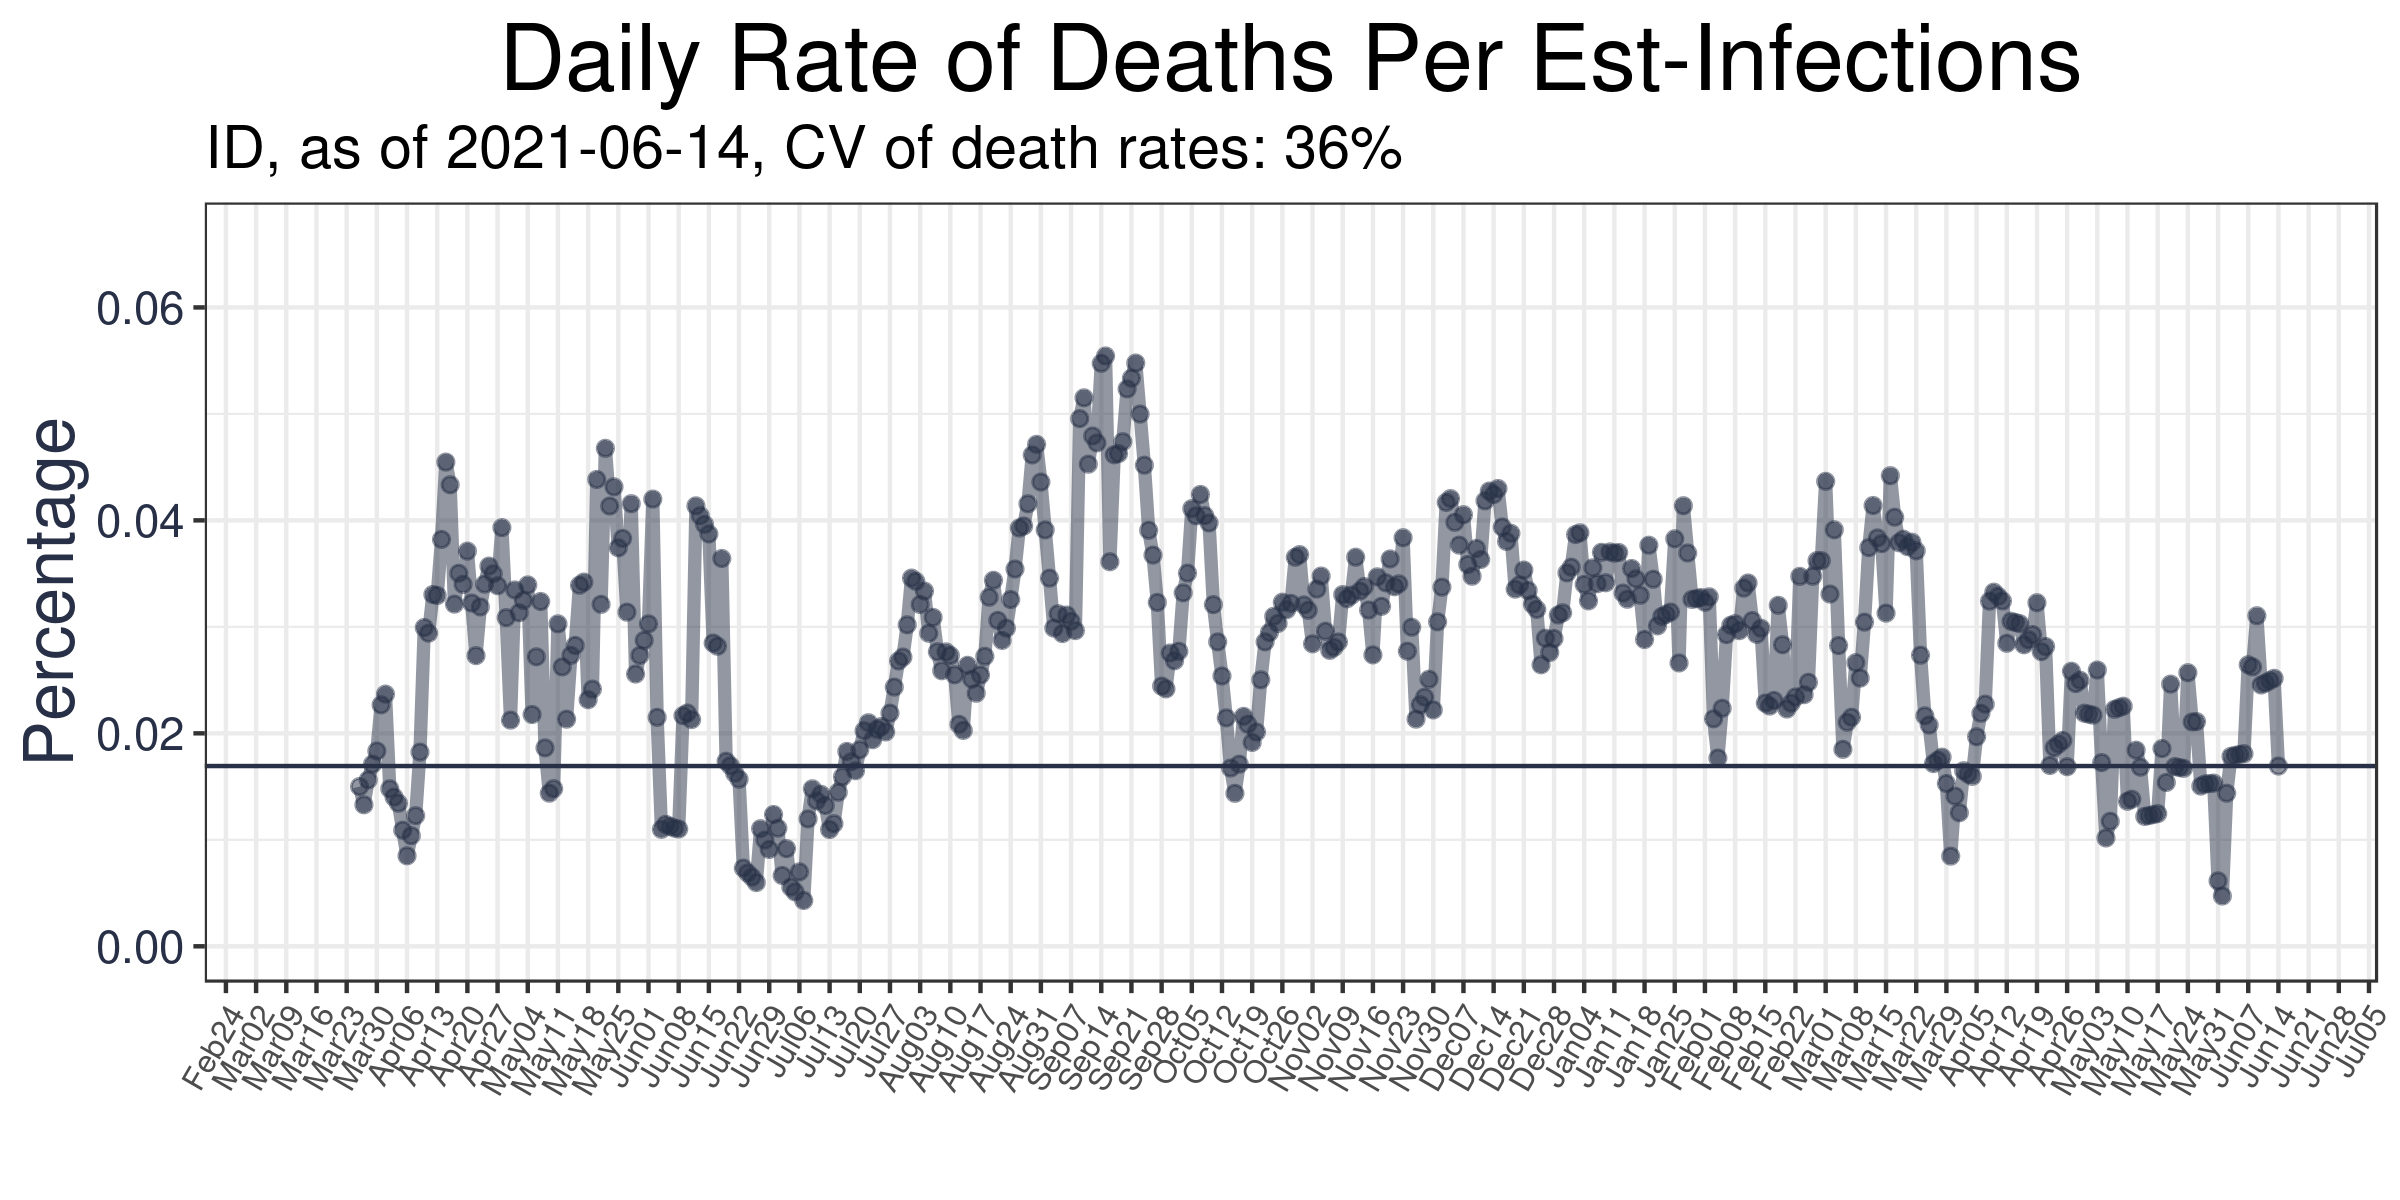 Daily Rate of Deaths Per Est-Infections
ID, as of 2021-06-14, CV of death rates: 36%
Percentage
0.06
0.04
0.02
0.00
Feb24
Mar02
Mar09
Mar16
Mar23
Mar30
Apr06
Apr13
Apr20
Apr27
May04
May11
May18
May25
Jun01
Jun08
Jun15
Jun22
Jun29
Jul06
Jul13
Jul20
Jul27
Aug03
Aug10
Aug17
Aug24
Aug31
Sep07
Sep14
Sep21
Sep28
Oct05
Oct12
Oct19
Oct26
Nov02
Nov09
Nov16
Nov23
Nov30
Dec07
Dec14
Dec21
Dec28
Jan04
Jan11
Jan18
Jan25
Feb01
Feb08
Feb15
Feb22
Mar01
Mar08
Mar15
Mar22
Mar29
Apr05
Apr12
Apr19
Apr26
May03
May10
May17
May24
May31
Jun07
Jun14
Jun21
Jun28
Jul05